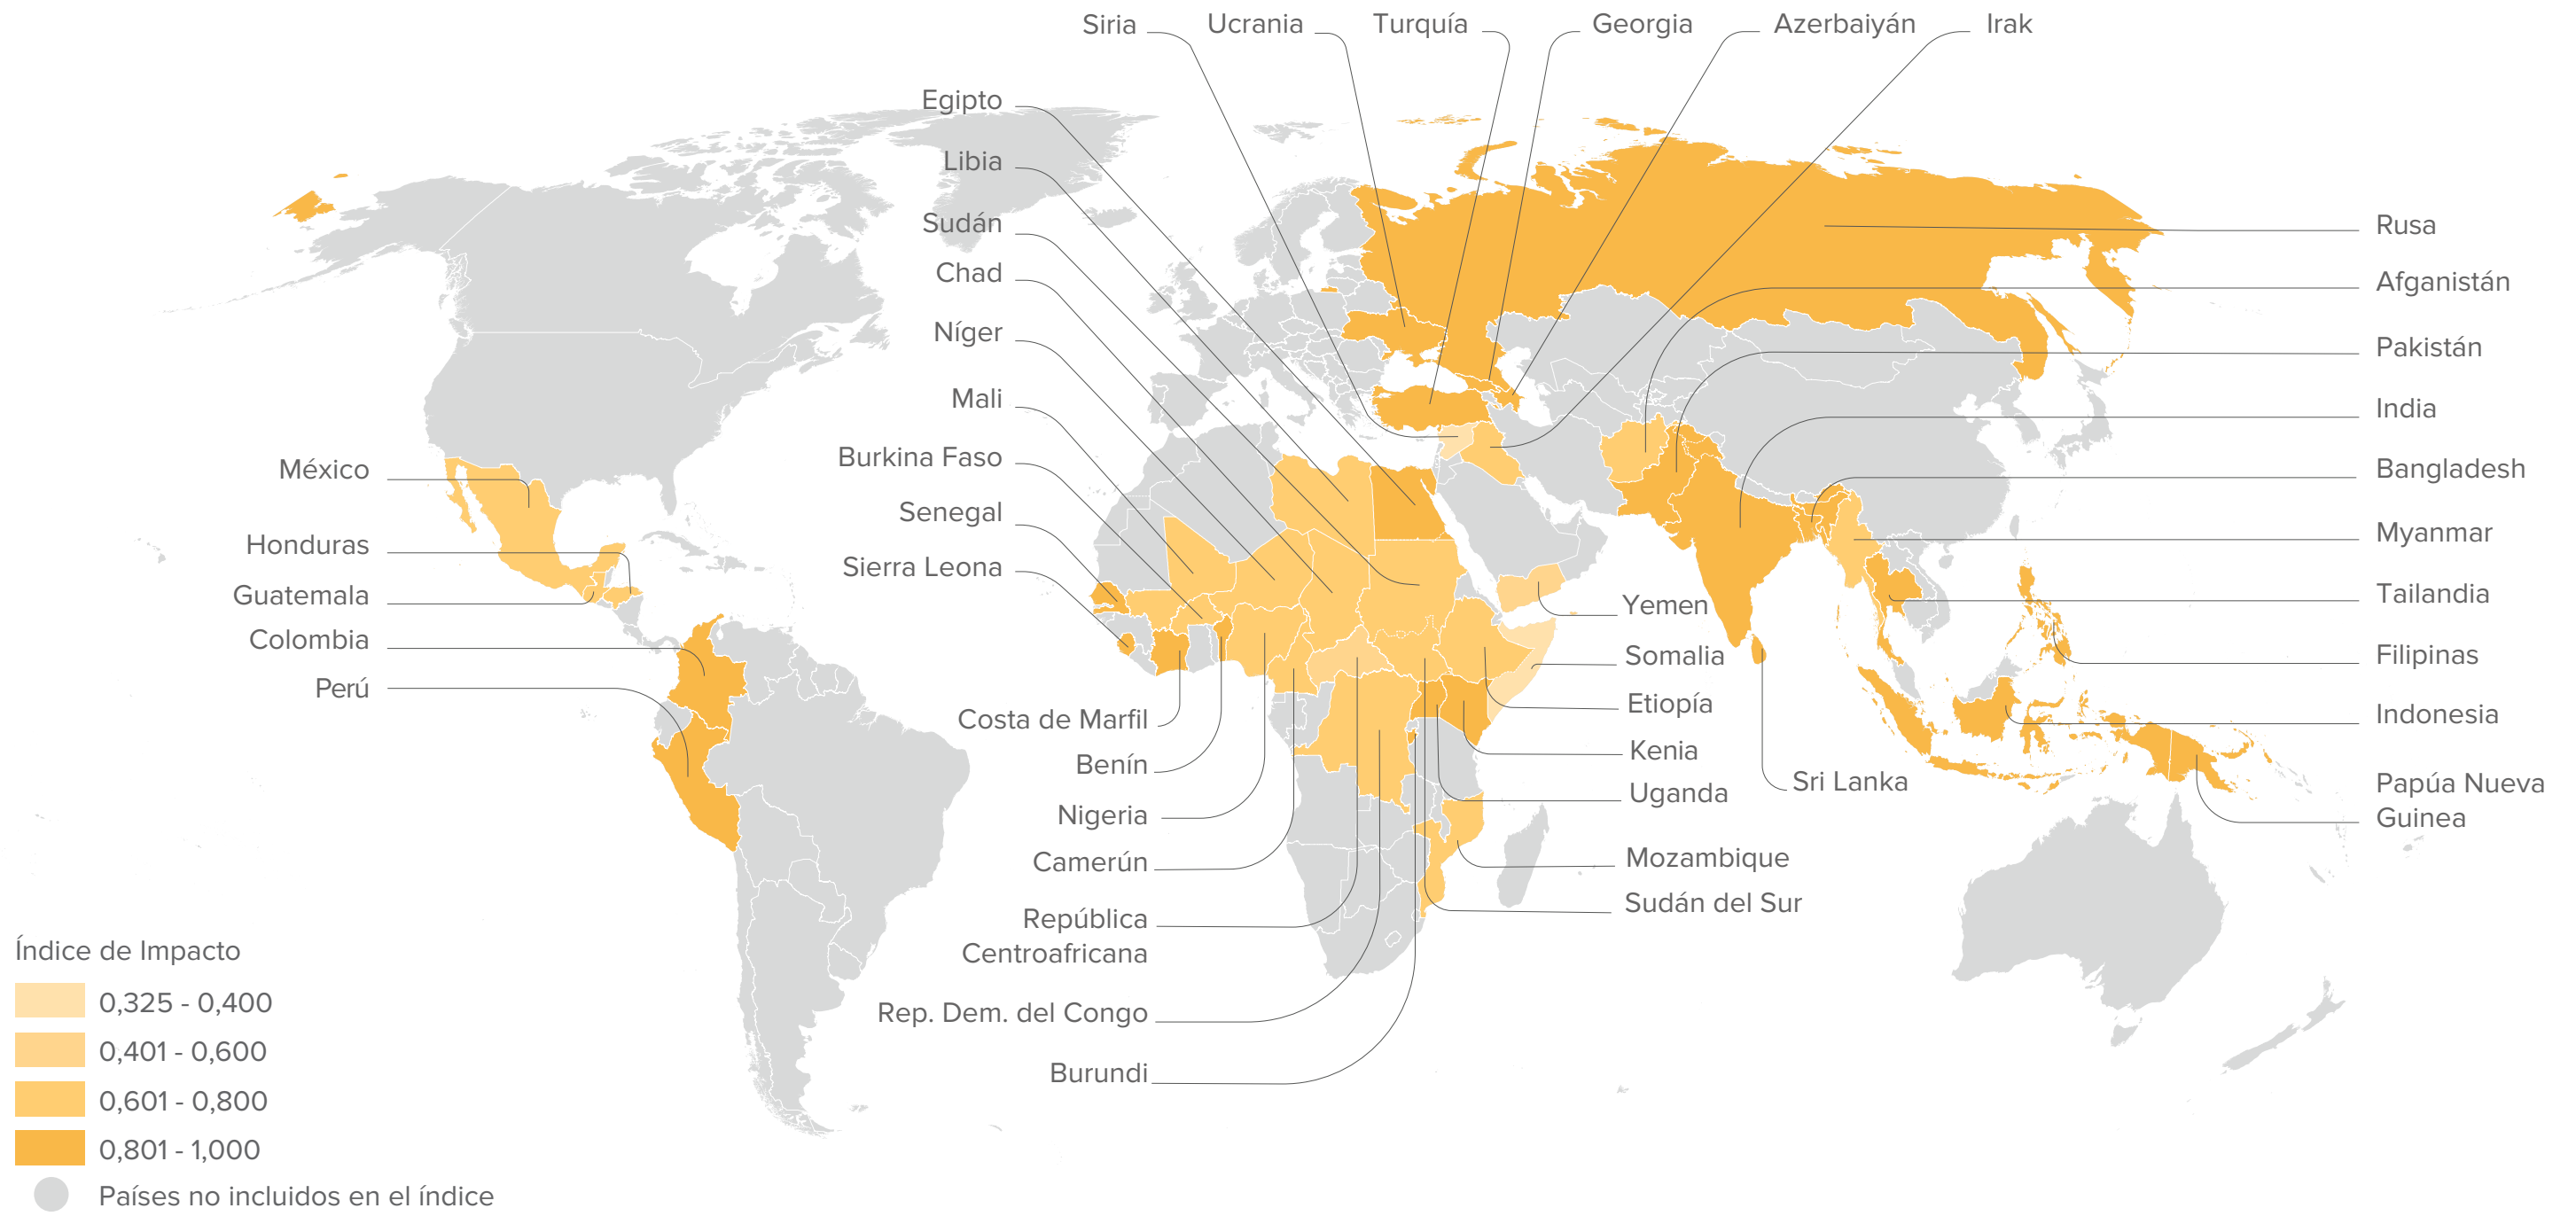 Siria
Ucrania
Turquía
Georgia
Azerbaiyán
Irak
Egipto
Libia
Sudán
Chad
Níger
Mali
Burkina Faso
Senegal
Sierra Leona
México
Honduras
Guatemala
Colombia
Perú
Costa de Marfil
Benín
Nigeria
Camerún
República
Centroafricana
Rep. Dem. del Congo
Burundi
Yemen
Somalia
Etiopía
Kenia
Uganda
Mozambique
Sudán del Sur
Sri Lanka
Rusa
Afganistán
Pakistán
India
Bangladesh
Myanmar
Tailandia
Filipinas
Indonesia
Papúa Nueva
Guinea
Índice de Impacto
0,325 - 0,400
0,401 - 0,600
0,601 - 0,800
0,801 - 1,000
Países no incluidos en el índice